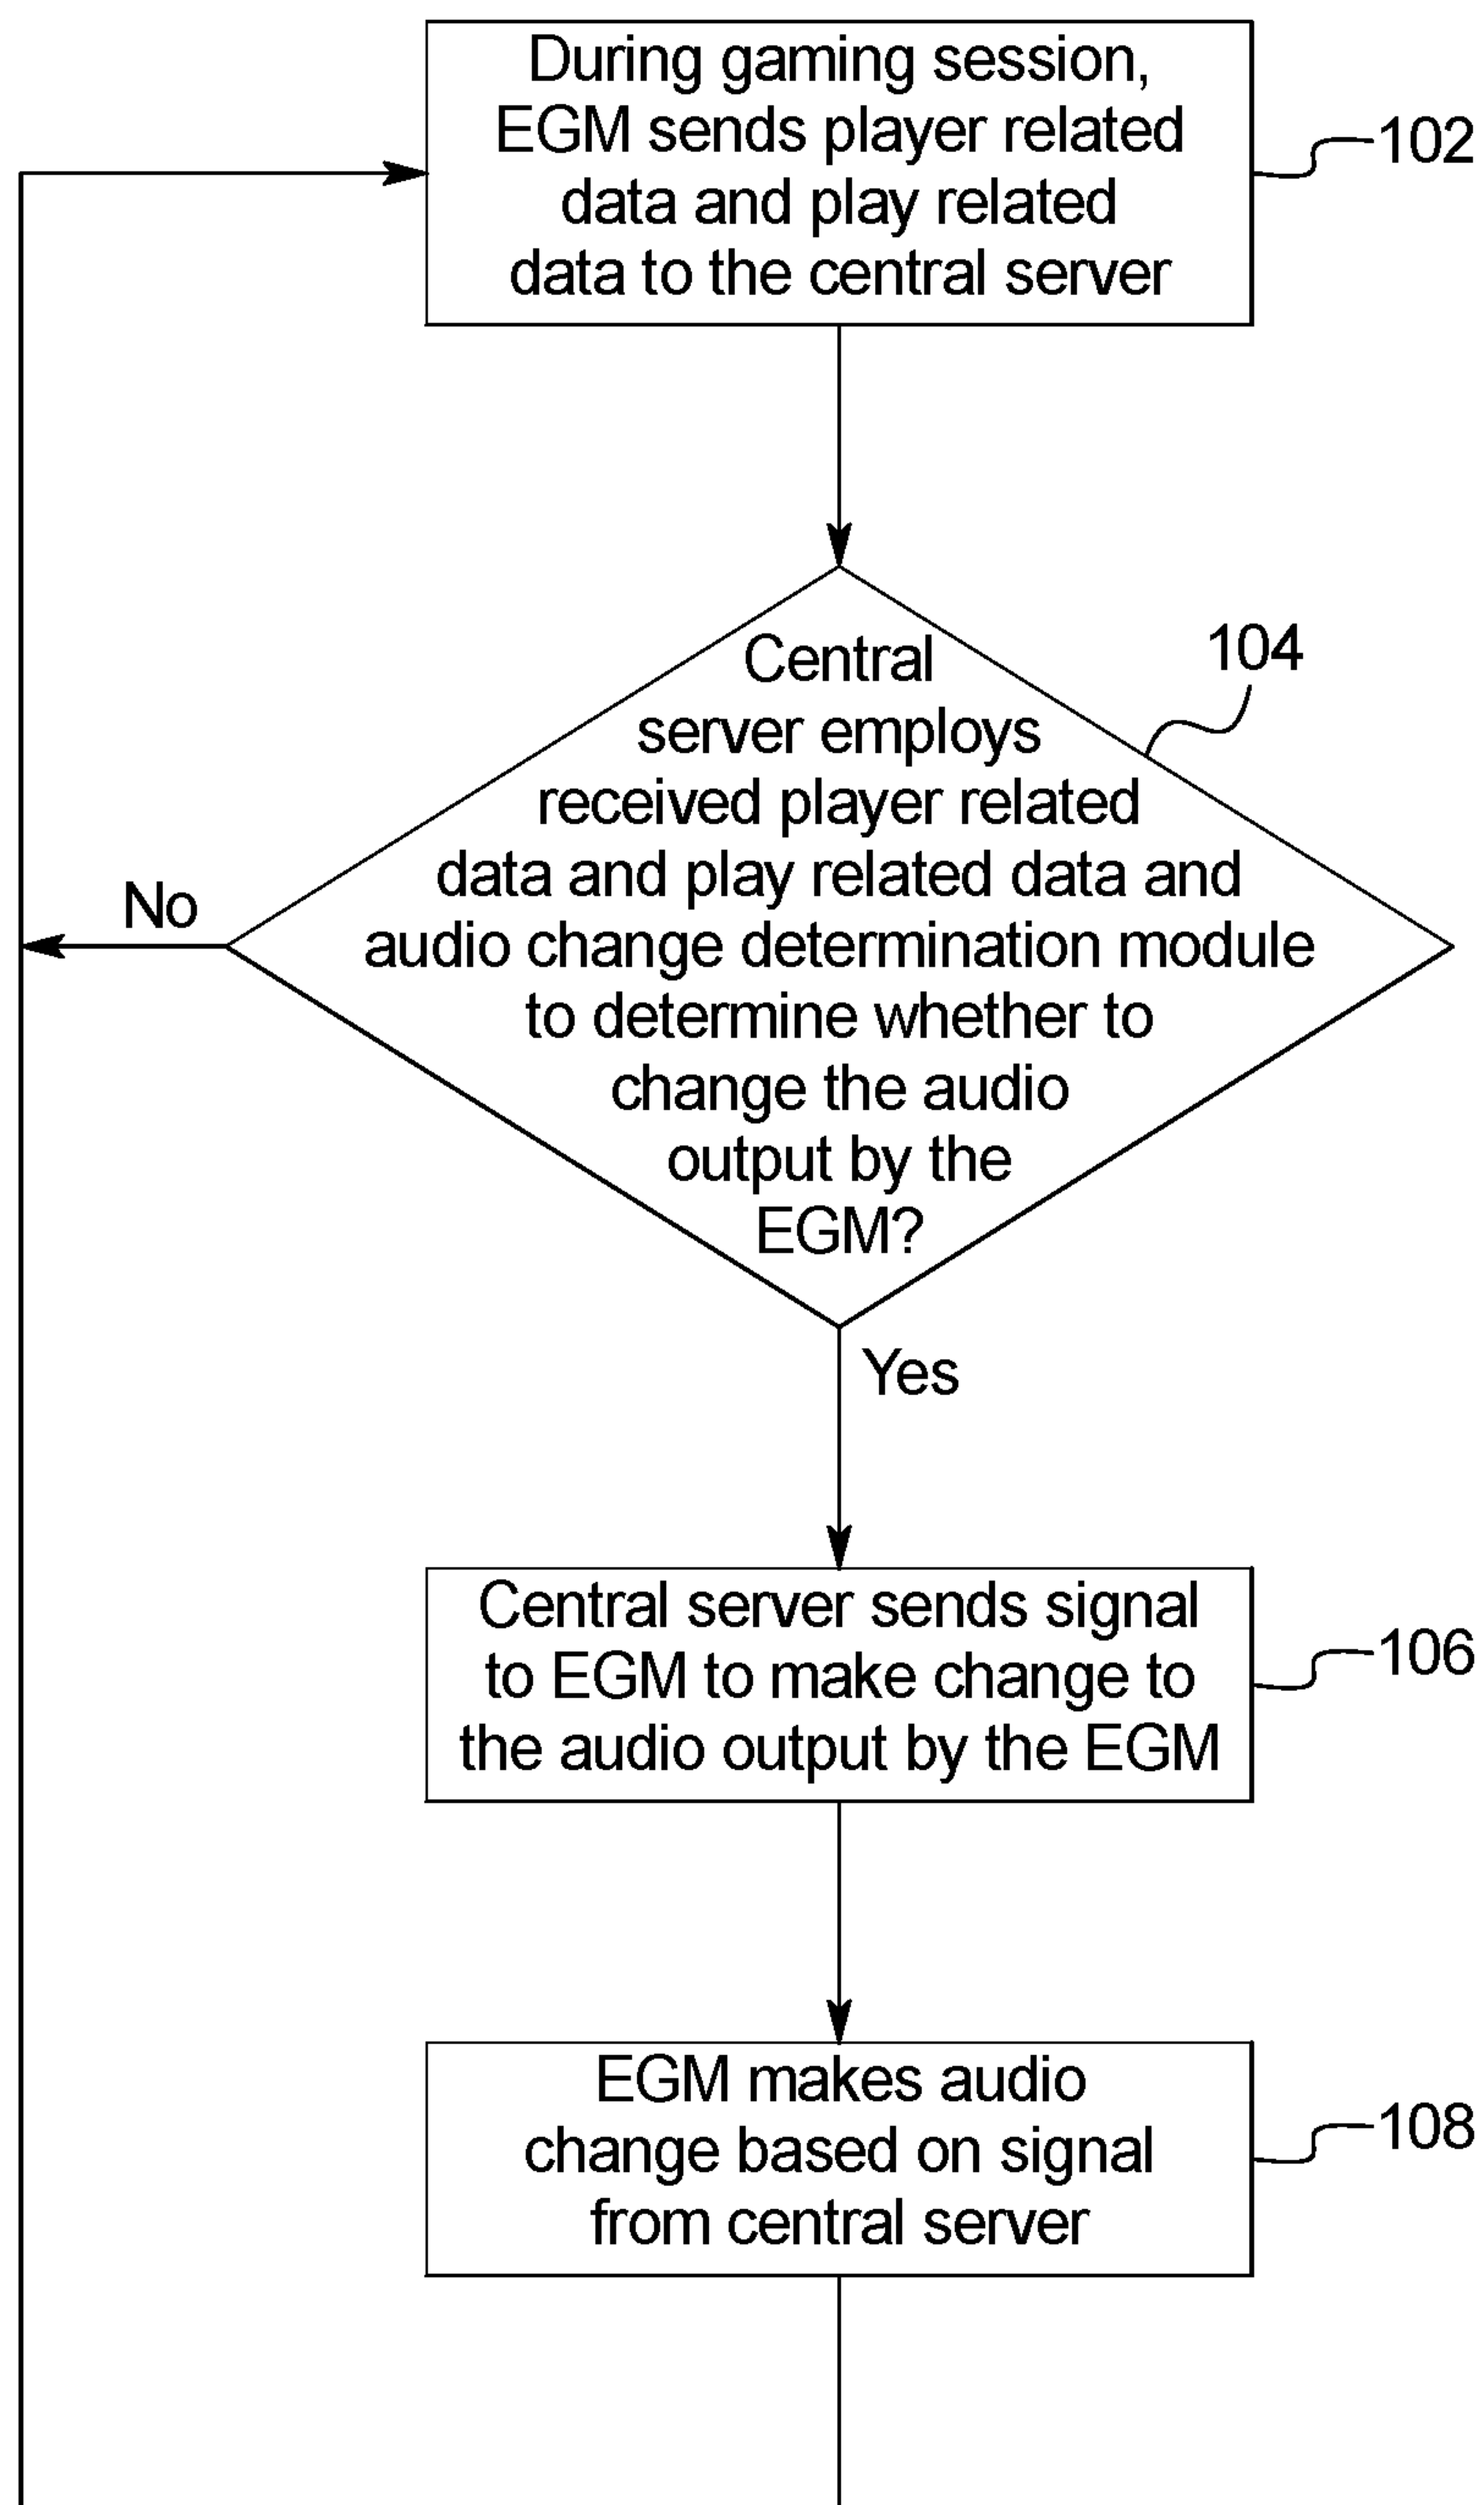 During gaming session,
EGM sends player related
data and play related
data to the central server
102
Central
server employs
received player related
data and play related data and
audio change determination module
to determine whether to
change the audio
output by the
EGM?
104
No
Yes
Central server sends signal
to EGM to make change to
the audio output by the EGM
106
EGM makes audio
change based on signal
from central server
108